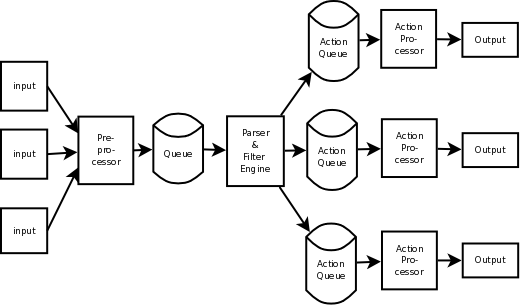 input
input
input
Pre-
pro-
cessor
Queue
Parser
&
Filter
Engine
Action
Queue
Action
Pro-
cessor
Output
Action
Queue
Action
Pro-
cessor
Output
Action
Queue
Action
Pro-
cessor
Output